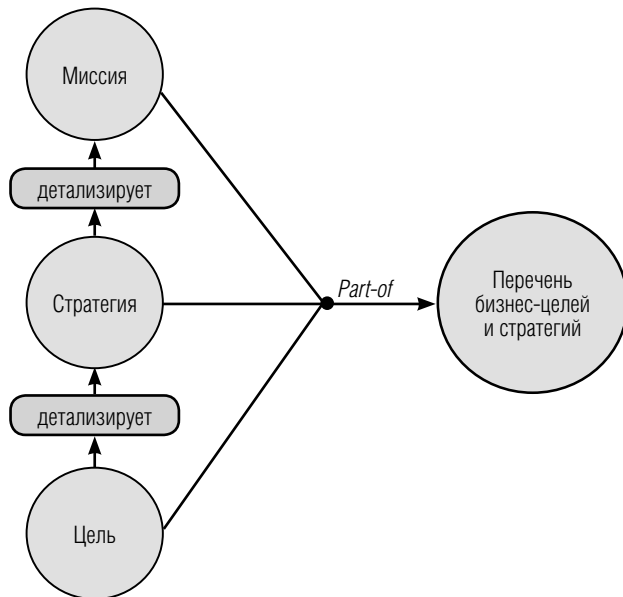 Миссия
детализирует
Стратегия
детализирует
Цель
Part-of
Перечень
бизнес-целей
и стратегий